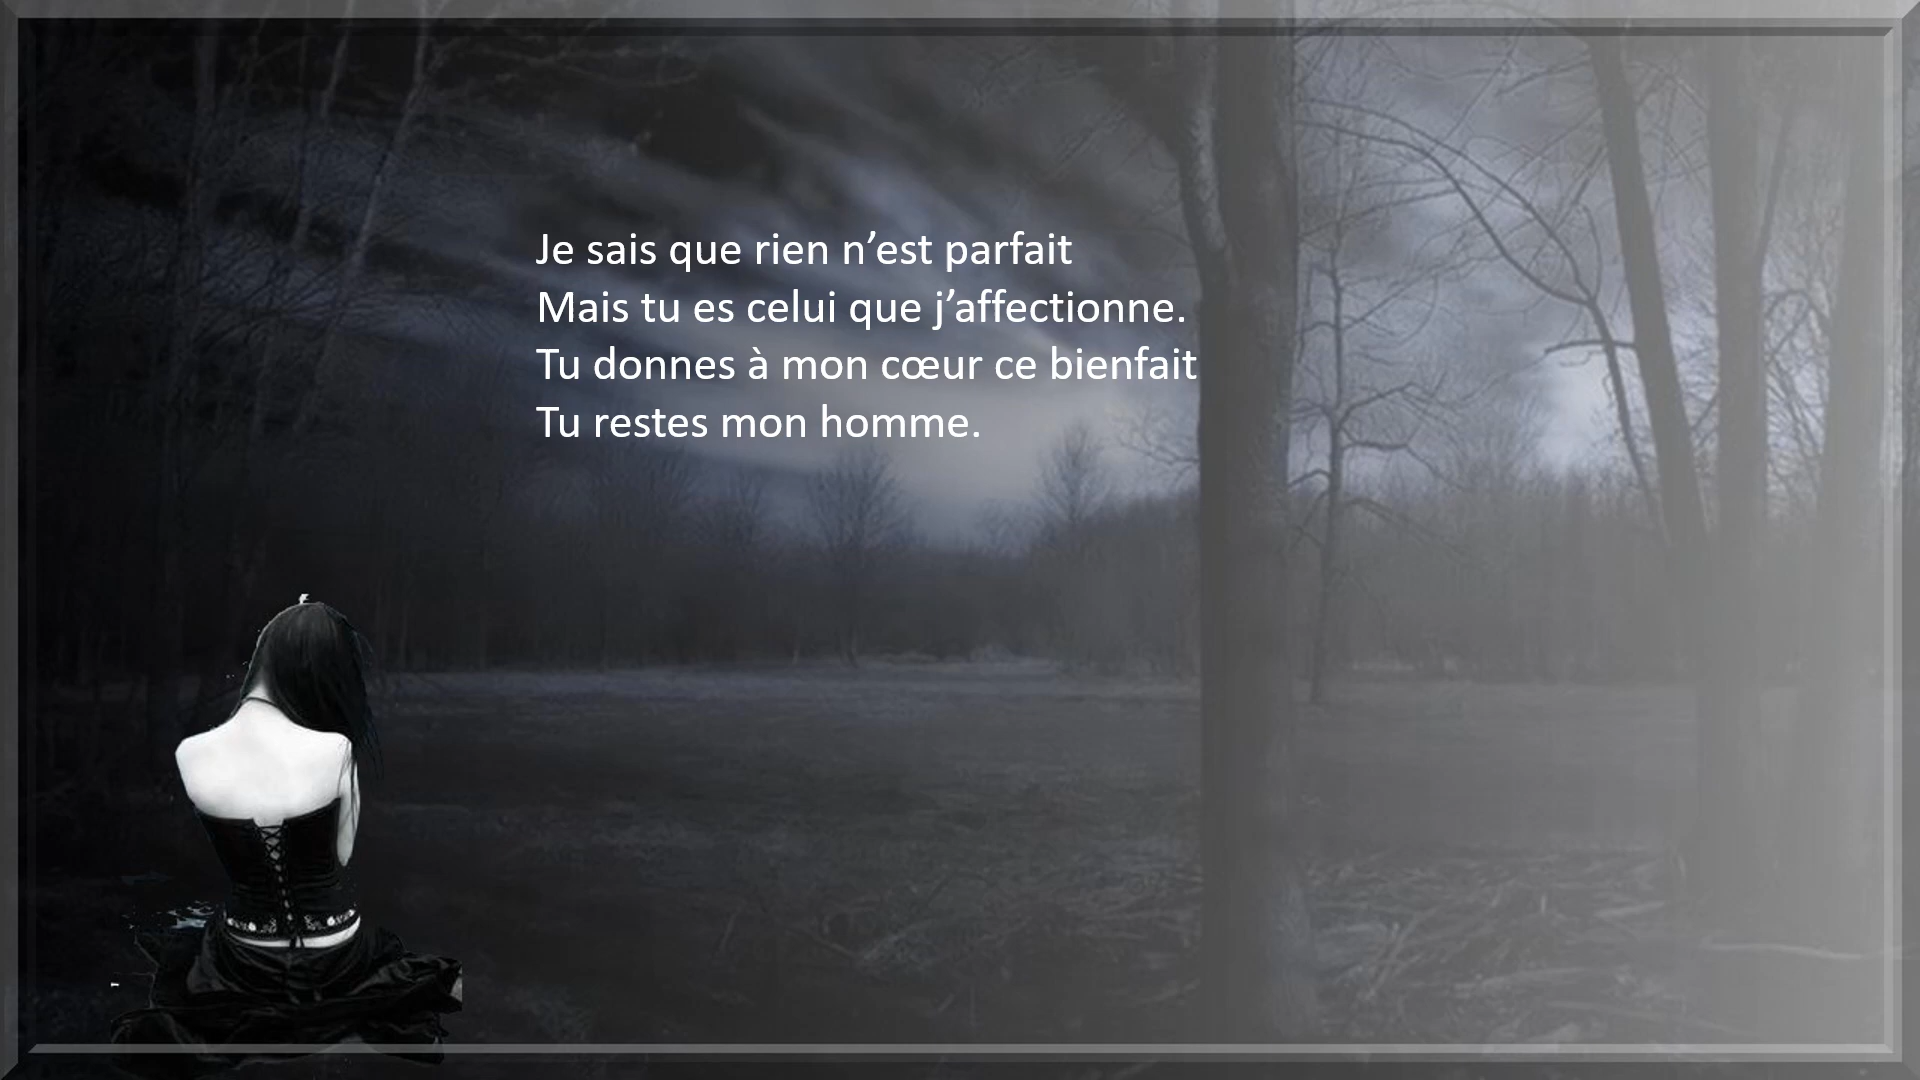 Je sais que rien n’est parfait
Mais tu es celui que j’affectionne.
Tu donnes à mon cœur ce bienfait
Tu restes mon homme.